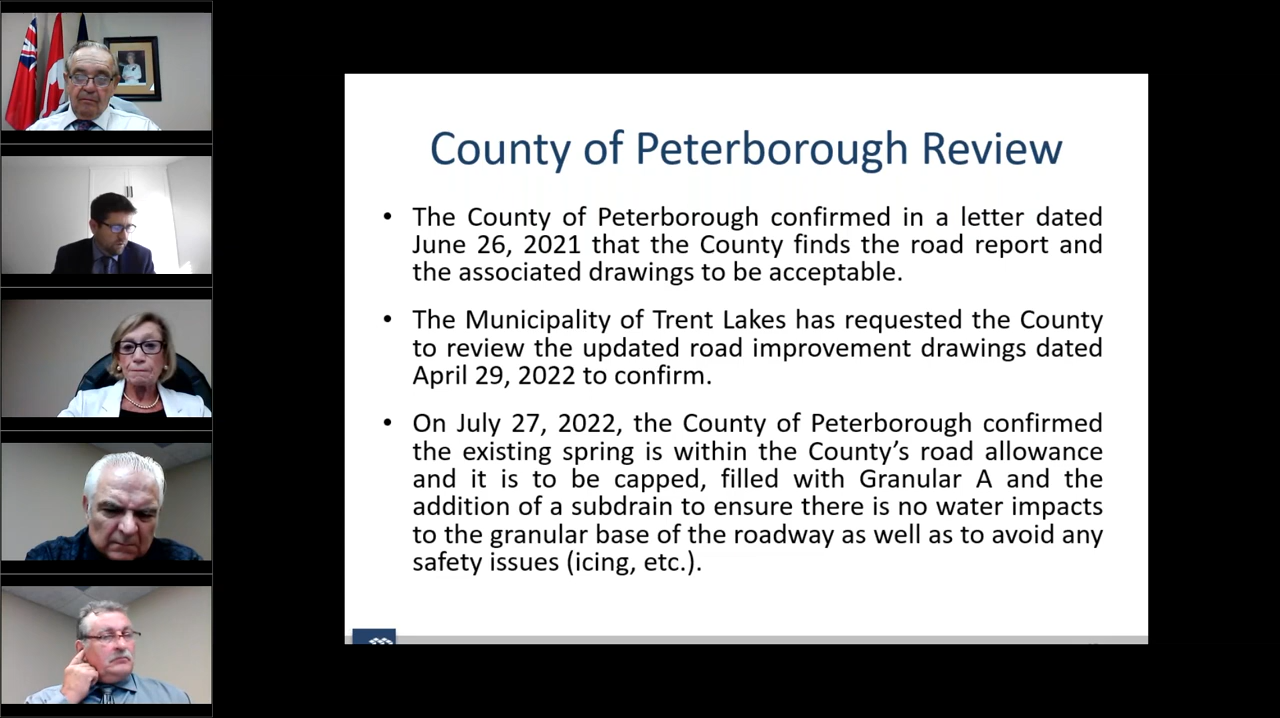 County of Peterborough Review
• The County of Peterborough confirmed in a letter dated
June 26, 2021 that the County finds the road report and
the associated drawings to be acceptable.
• The Municipality of Trent Lakes has requested the County
to review the updated road improvement drawings dated
April 29, 2022 to confirm.
• On July 27, 2022, the County of Peterborough confirmed
the existing spring is within the County’s road allowance
and it is to be capped, filled with Granular A and the
addition of a subdrain to ensure there is no water impacts
to the granular base of the roadway as well as to avoid any
safety issues (icing, etc.).